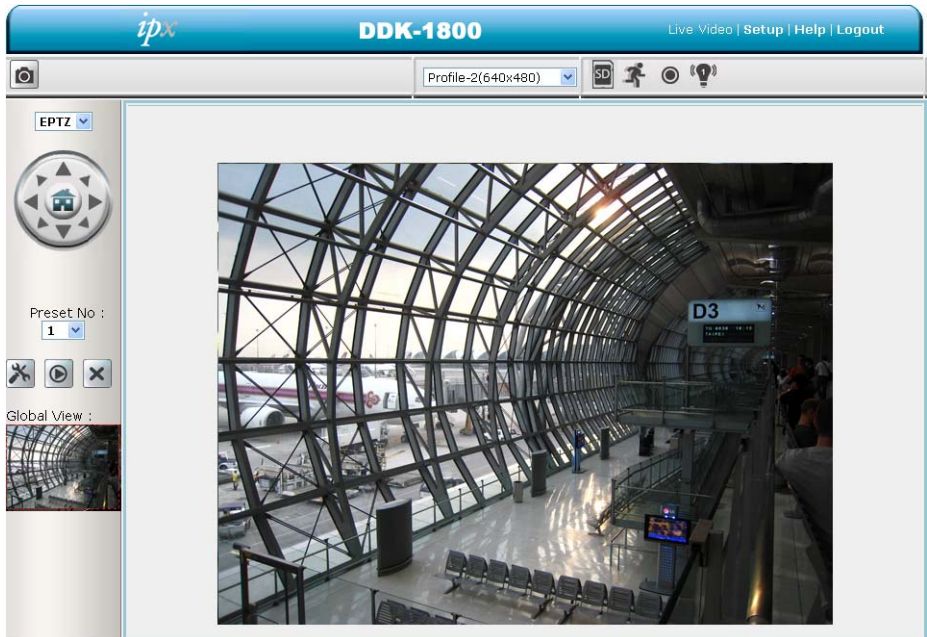 ipx
DDK-1800
Live Video | Setup | Help | Logout
Profile-2(640x480)
SD
EPTZ
Preset No :
1
Global View :
D3
TAIPEI